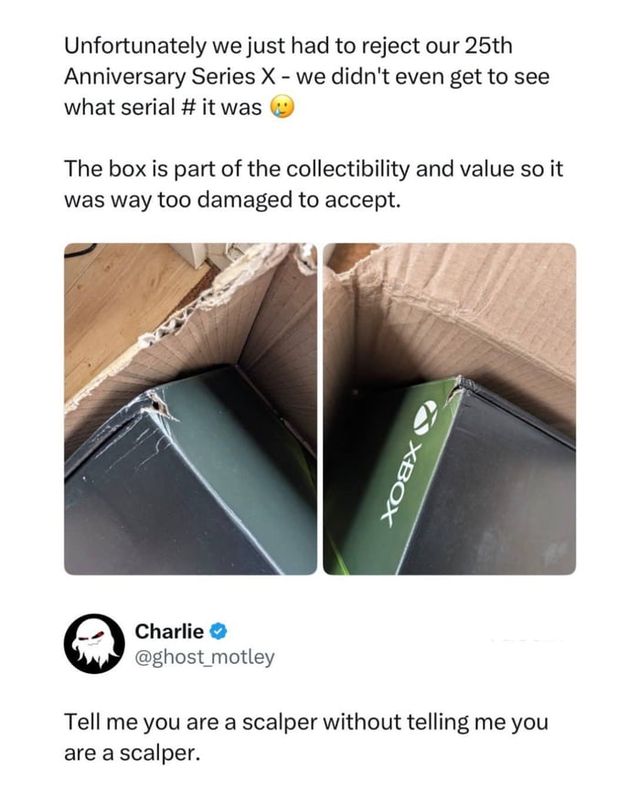 Unfortunately we just had to reject our 25th
Anniversary Series X - we didn't even get to see
what serial # it was 🥲
The box is part of the collectibility and value so it
was way too damaged to accept.
XBOX
Charlie
@ghost_motley
Tell me you are a scalper without telling me you
are a scalper.